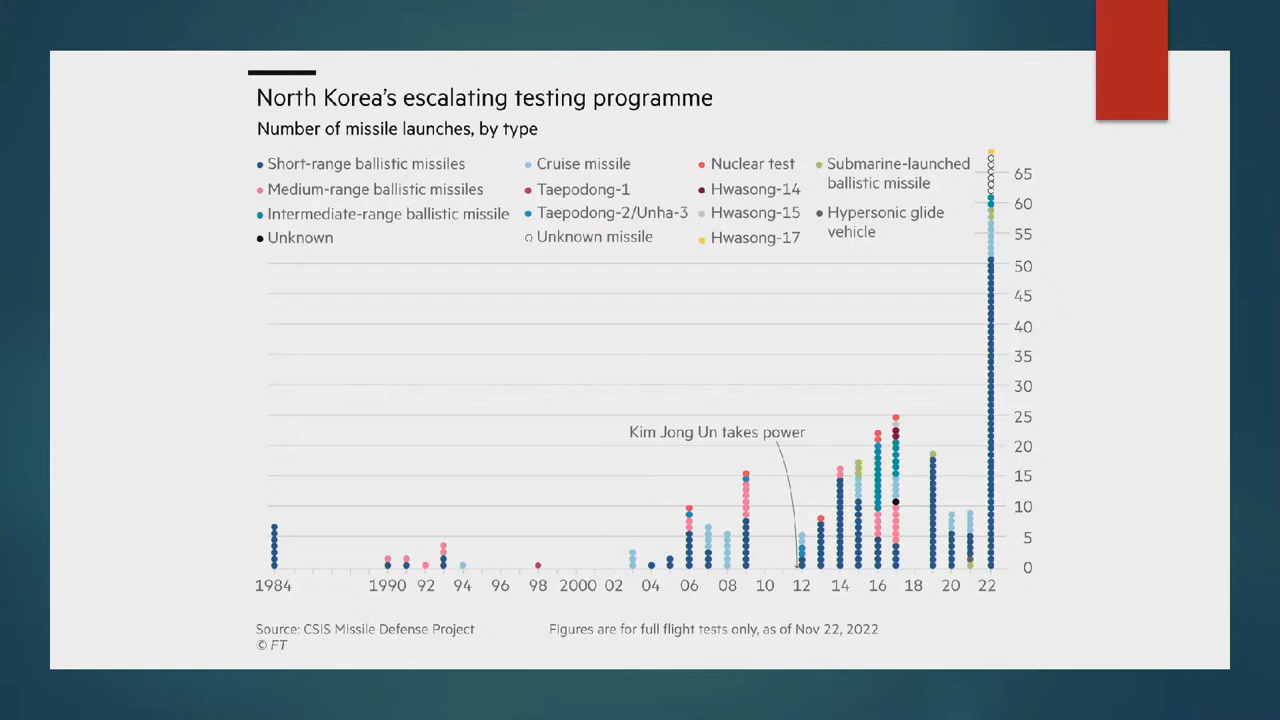 North Korea's escalating testing programme
Number of missile launches, by type
Short-range ballistic missiles
Medium-range ballistic missiles
Intermediate-range ballistic missile
Unknown
Cruise missile
Taepodong-1
Taepodong-2/Unha-3
Unknown missile
Nuclear test
Hwasong-14
Hwasong-15
Hwasong-17
Submarine-launched
ballistic missile
Hypersonic glide
vehicle
65
60
55
50
45
40
35
30
25
20
15
10
5
0
Kim Jong Un takes power
1984 1990 92 94 96 98 2000 02 04 06 08 10 12 14 16 18 20 22
Source: CSIS Missile Defense Project
Figures are for full flight tests only, as of Nov 22, 2022
© FT